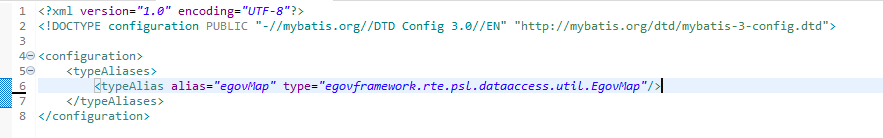 1 <?xml version="1.0" encoding="UTF-8"?>
2 <!DOCTYPE configuration PUBLIC "-//mybatis.org//DTD Config 3.0//EN" "http://mybatis.org/dtd/mybatis-3-config.dtd">
3
4 <configuration>
5 <typeAliases>
6 <typeAlias alias="egovMap" type="egovframework.rte.psl.dataaccess.util.EgovMap"/>
7 </typeAliases>
8 </configuration>